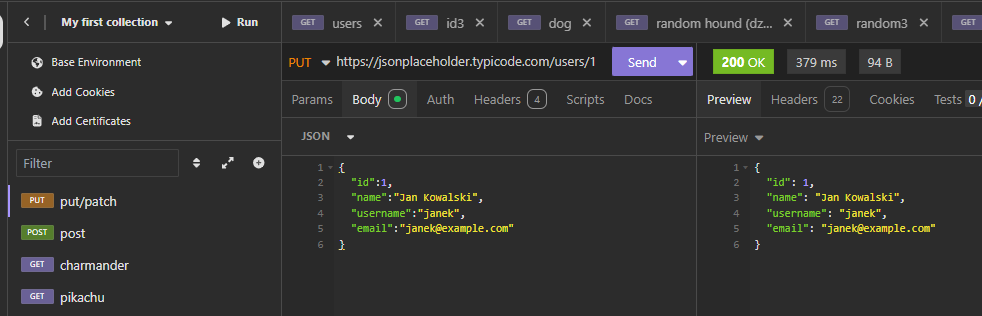 My first collection Run
Base Environment
Add Cookies
Add Certificates
Filter
PUT put/patch
POST post
GET charmander
GET pikachu
GET users GET id3 GET dog GET random hound (dz... GET random3 GET
PUT https://jsonplaceholder.typicode.com/users/1 Send
Params Body Auth Headers 4 Scripts Docs
JSON
1 {
2 "id":1,
3 "name":"Jan Kowalski",
4 "username":"janek",
5 "email":"janek@example.com"
6 }
200 OK 379 ms 94 B
Preview Headers 22 Cookies Tests 0 /
Preview
1 {
2 "id": 1,
3 "name": "Jan Kowalski",
4 "username": "janek",
5 "email": "janek@example.com"
6 }